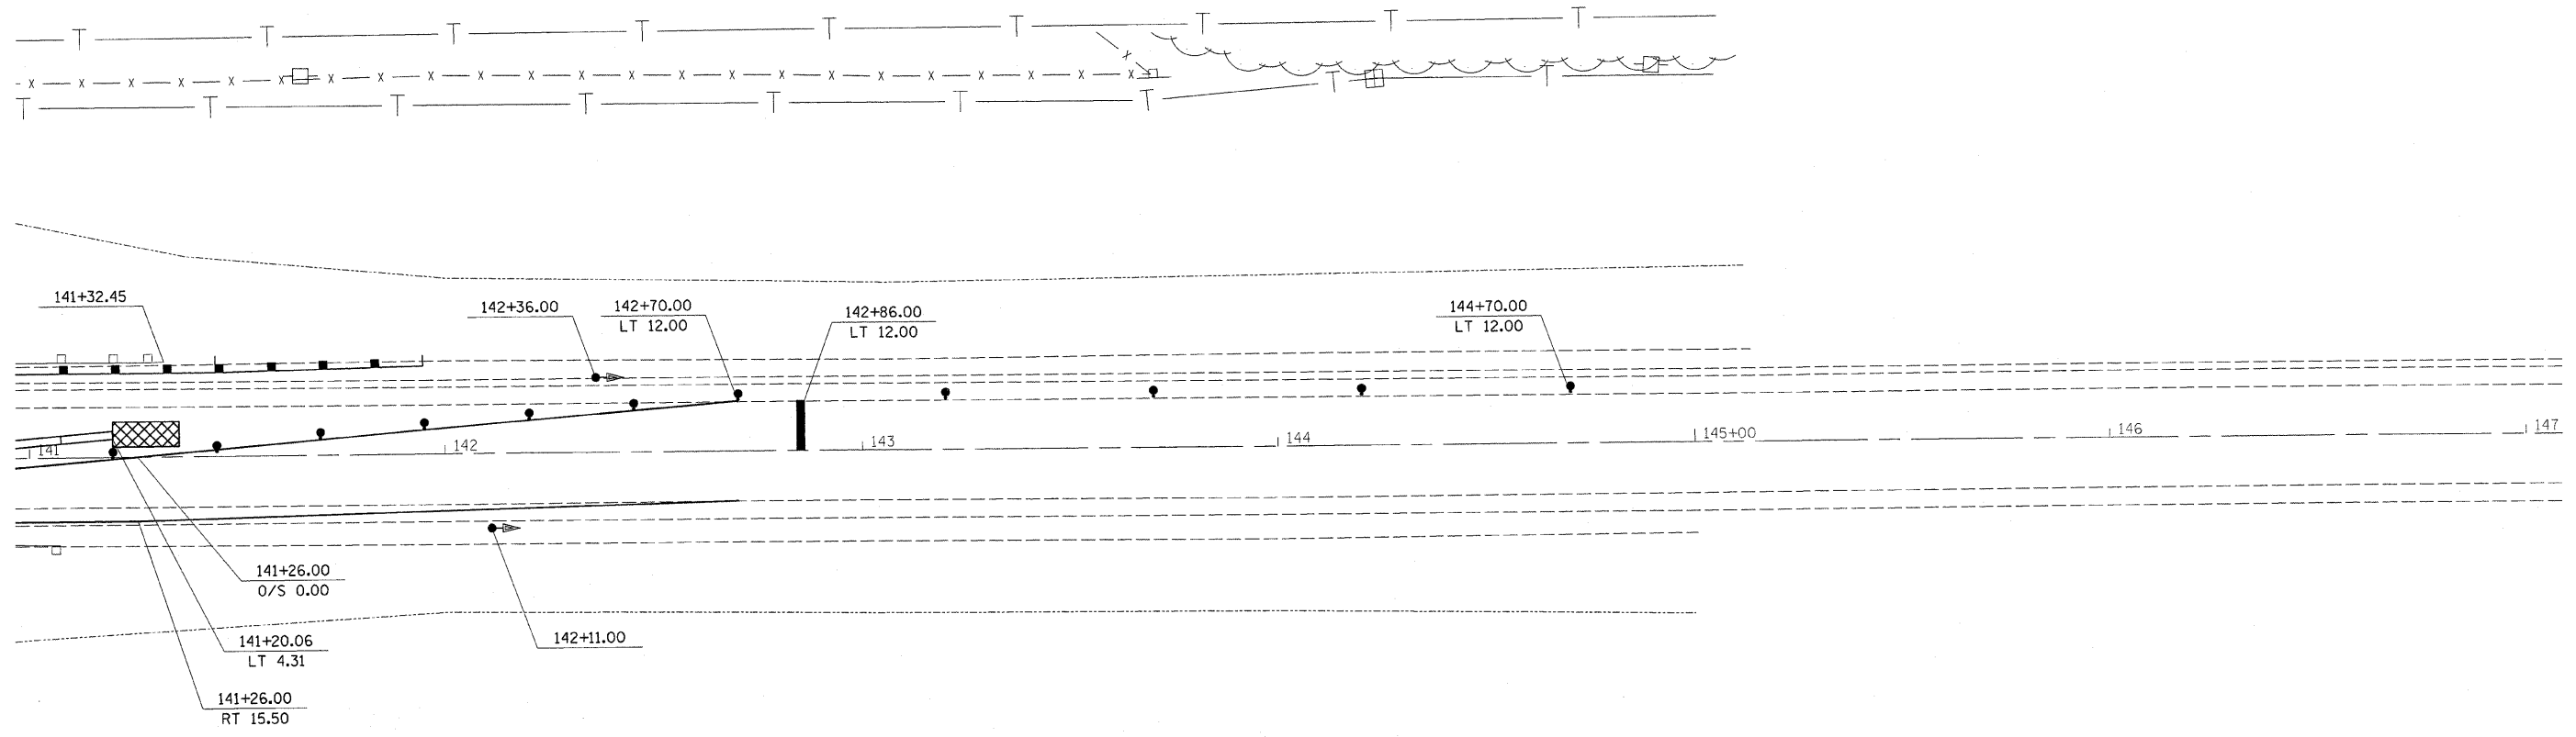 T T T T T T T T T
X X X X X X X X X X X X X X X X X X X X X X X X
T T T T T T T T T
141+32.45
142+36.00
142+70.00
LT 12.00
142+86.00
LT 12.00
144+70.00
LT 12.00
141
142
143
144
145+00
146
147
141+26.00
O/S 0.00
141+20.06
LT 4.31
142+11.00
141+26.00
RT 15.50